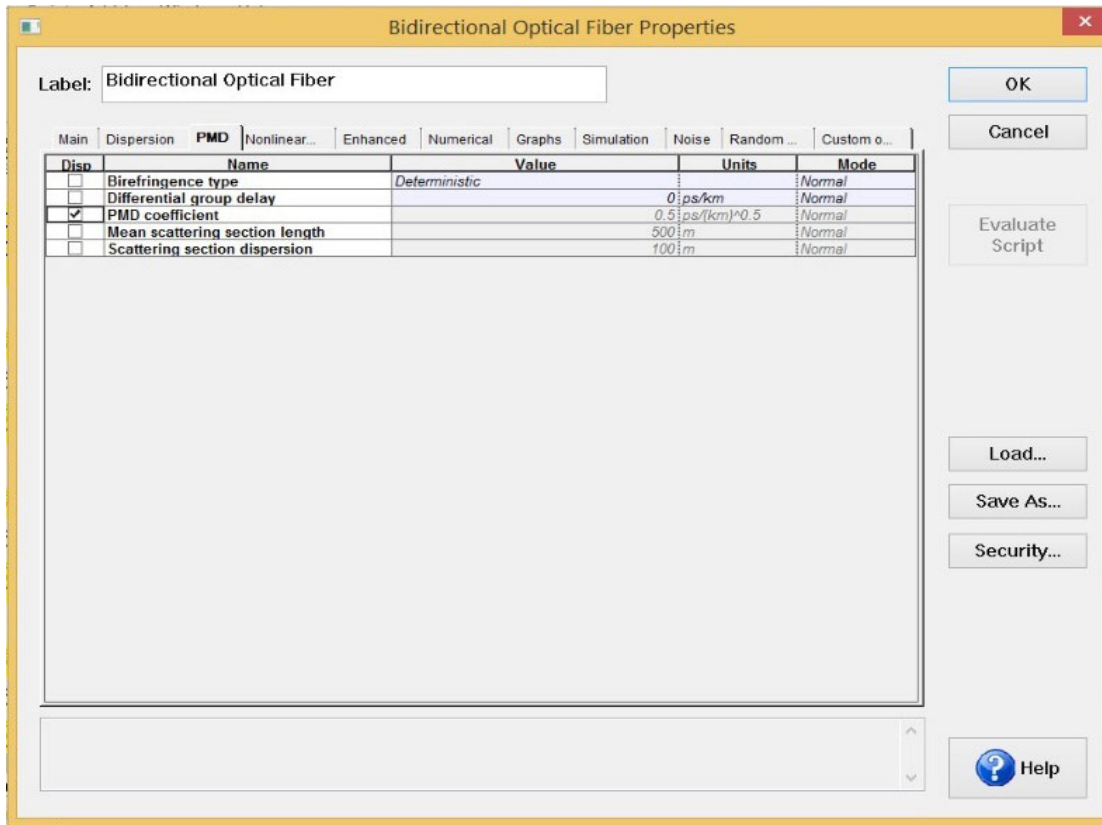 Bidirectional Optical Fiber Properties
Label: Bidirectional Optical Fiber
OK
Cancel
Main Dispersion PMD Nonlinear... Enhanced Numerical Graphs Simulation Noise Random ... Custom o...
Disp Name Value Units Mode
Birefringence type Deterministic Normal
Differential group delay 0 ps/km Normal
PMD coefficient 0.5 ps/(km)^0.5 Normal
Mean scattering section length 500 m Normal
Scattering section dispersion 100 m Normal
Evaluate
Script
Load...
Save As...
Security...
Help